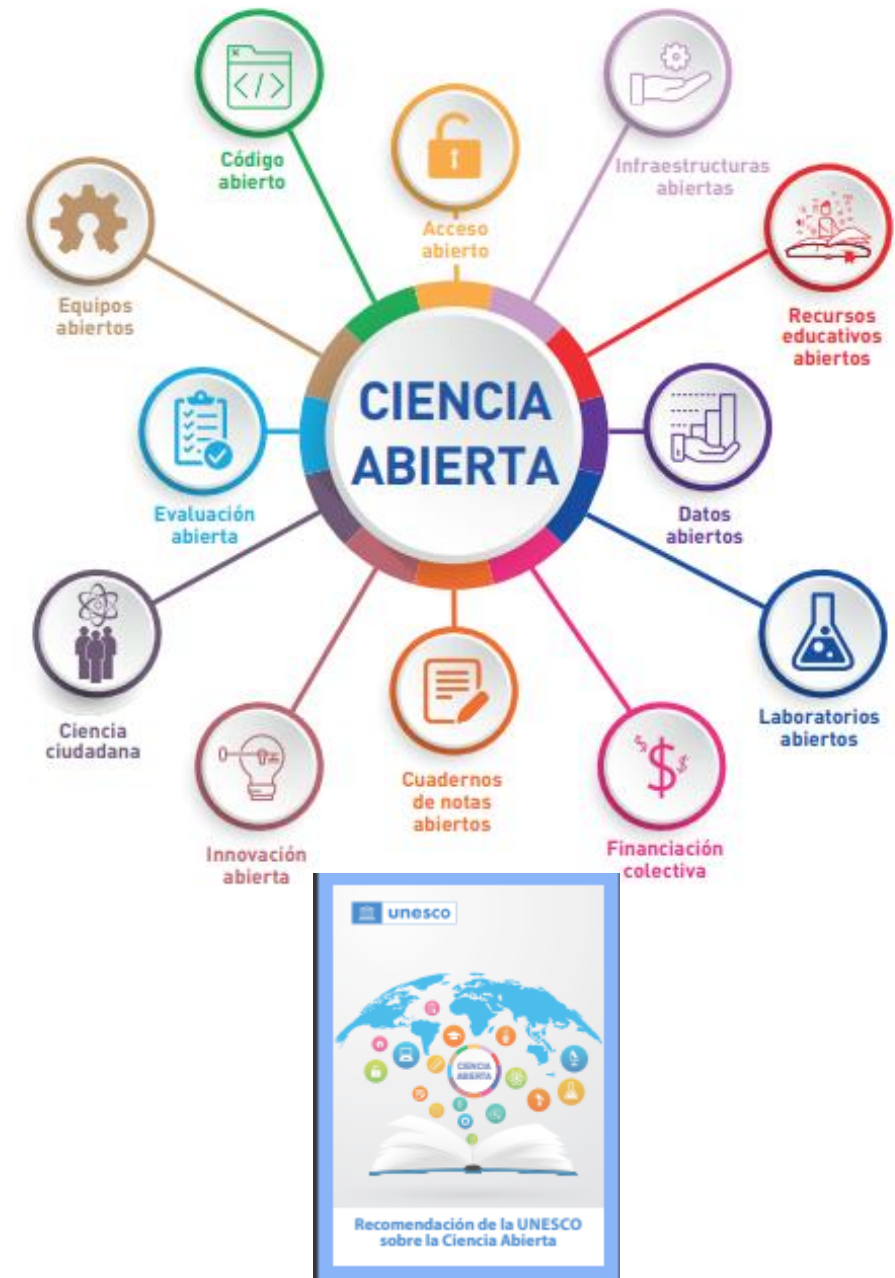 Código
abierto
Acceso
abierto
Infraestructuras
abiertas
Equipos
abiertos
Recursos
educativos
abiertos
CIENCIA
ABIERTA
Evaluación
abierta
Datos
abiertos
Ciencia
ciudadana
Laboratorios
abiertos
Innovación
abierta
Cuadernos
de notas
abiertos
Financiación
colectiva
unesco
CIENCIA
ABIERTA
Recomendación de la UNESCO
sobre la Ciencia Abierta